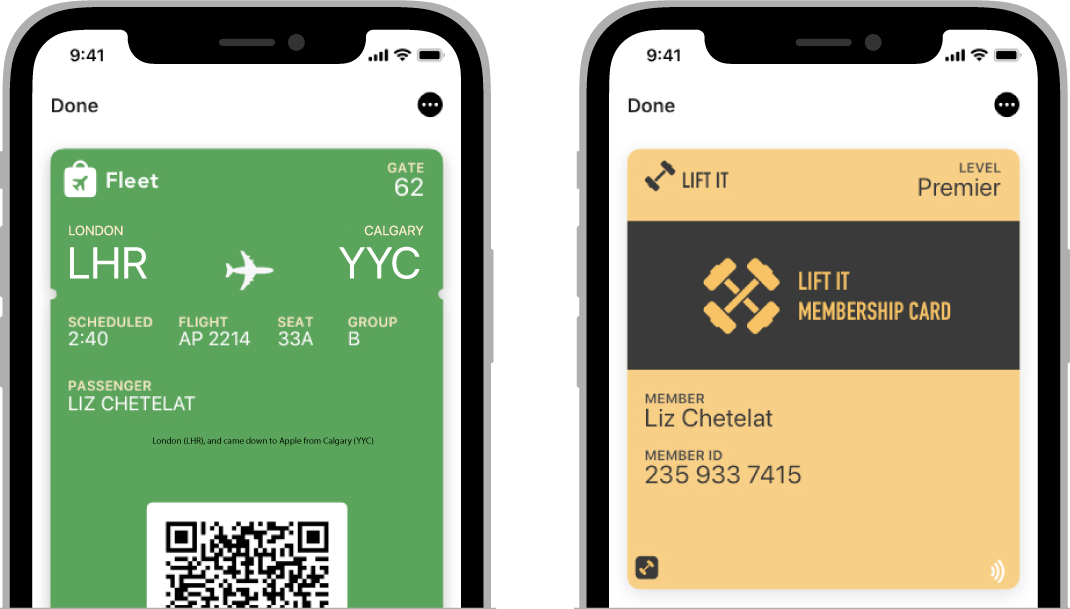 9:41
Done
Fleet
GATE
62
LONDON
CALGARY
LHR
YYC
SCHEDULED FLIGHT SEAT GROUP
2:40 AP 2214 33A B
PASSENGER
LIZ CHETELAT
London (LHR), and came down to Apple from Calgary (YYC)
9:41
Done
LIFT IT
LEVEL
Premier
LIFT IT
MEMBERSHIP CARD
MEMBER
Liz Chetelat
MEMBER ID
235 933 7415